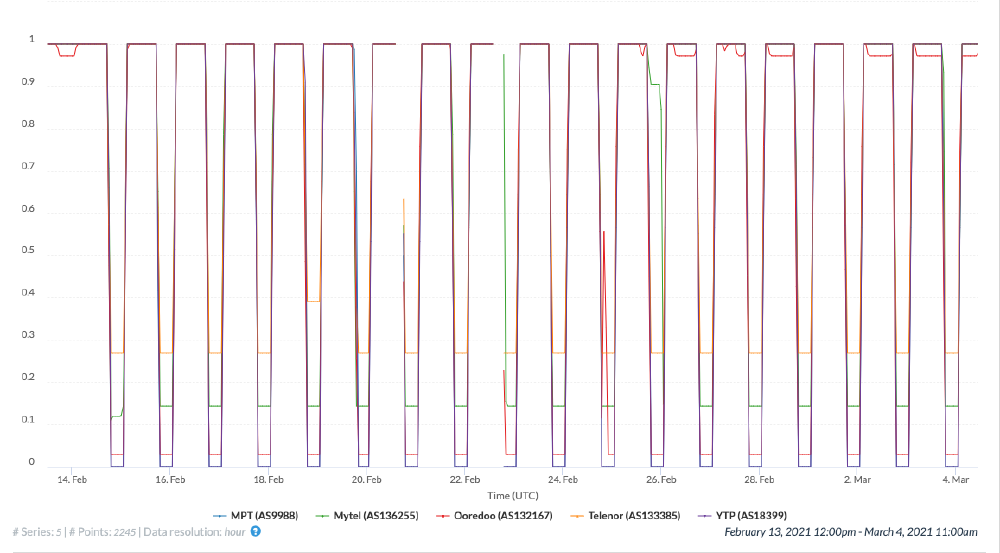 1
0.9
0.8
0.7
0.6
0.5
0.4
0.3
0.2
0.1
0
14. Feb 16. Feb 18. Feb 20. Feb 22. Feb 24. Feb 26. Feb 28. Feb 2. Mar 4. Mar
Time (UTC)
MPT (AS9988) Mytel (AS136255) Ooredoo (AS132167) Telenor (AS133385) YTP (AS18399)
# Series: 5 | # Points: 2245 | Data resolution: hour ? February 13, 2021 12:00pm - March 4, 2021 11:00am